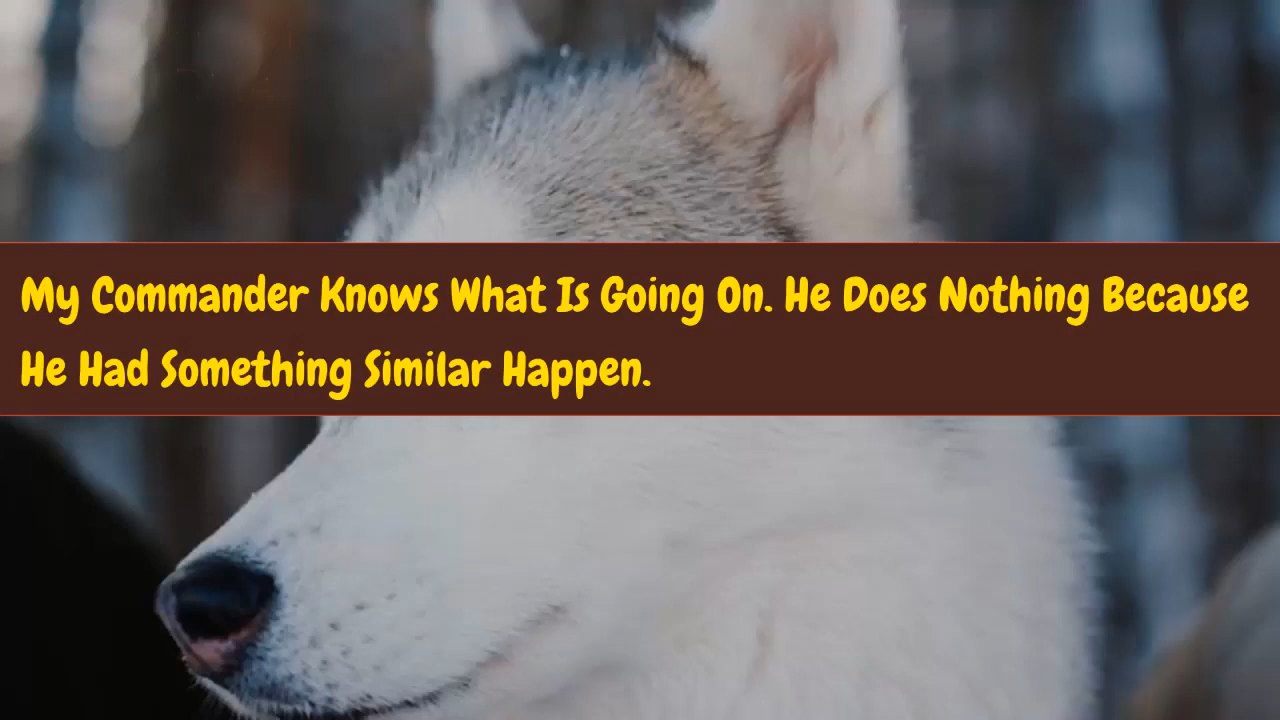 My Commander Knows What Is Going On. He Does Nothing Because
He Had Something Similar Happen.